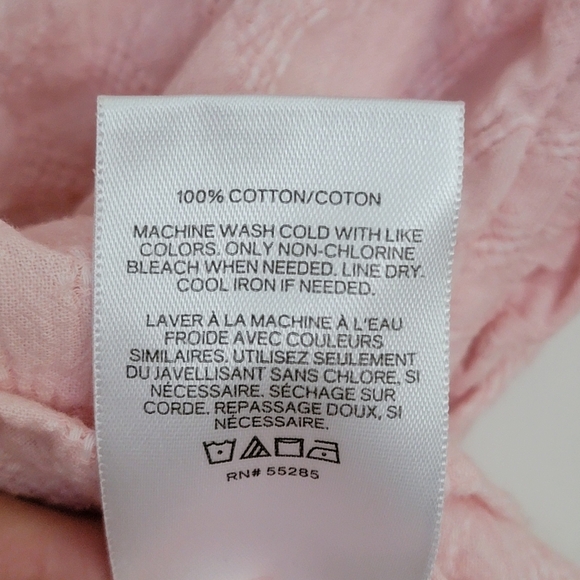 100% COTTON/COTON
MACHINE WASH COLD WITH LIKE
COLORS. ONLY NON-CHLORINE
BLEACH WHEN NEEDED. LINE DRY.
COOL IRON IF NEEDED.
LAVER À LA MACHINE À L'EAU
FROIDE AVEC COULEURS
SIMILAIRES. UTILISEZ SEULEMENT
DU JAVELLISANT SANS CHLORE, SI
NÉCESSAIRE. SÉCHAGE SUR
CORDE. REPASSAGE DOUX, SI
NÉCESSAIRE.
RN# 55285